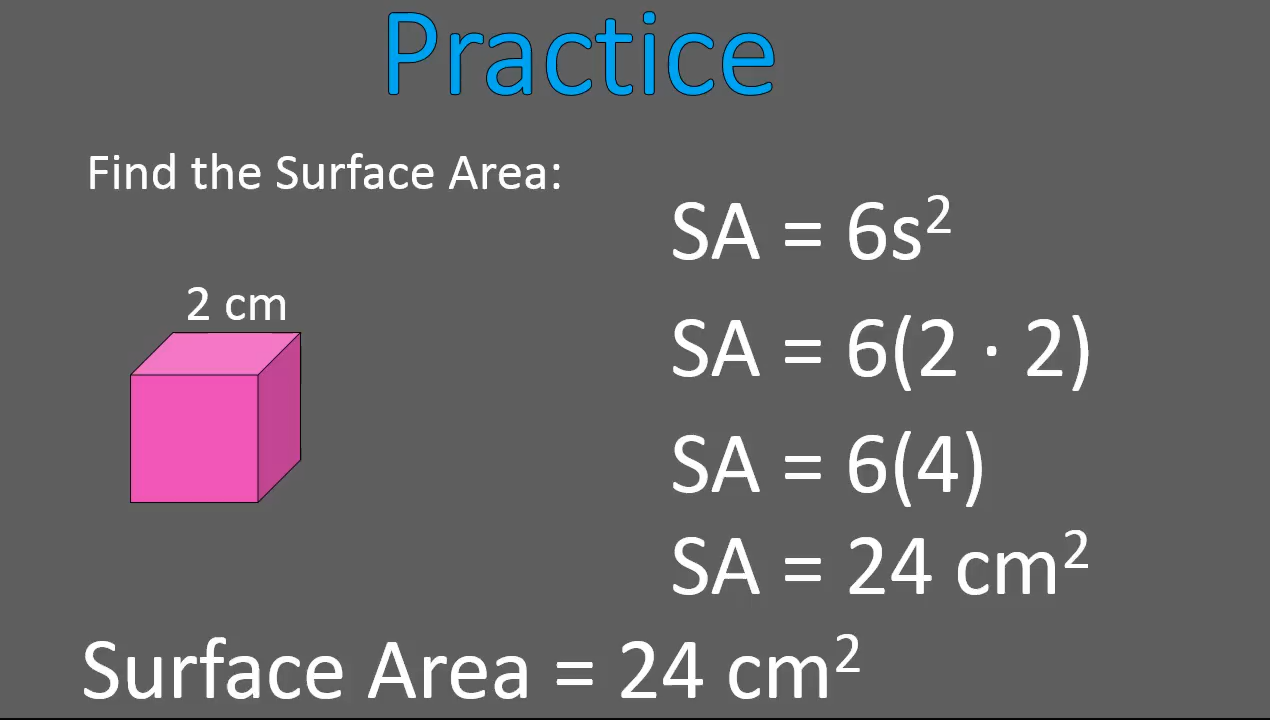 Practice
Find the Surface Area:
SA = 6s²
2 cm
SA = 6(2 · 2)
SA = 6(4)
SA = 24 cm²
Surface Area = 24 cm²